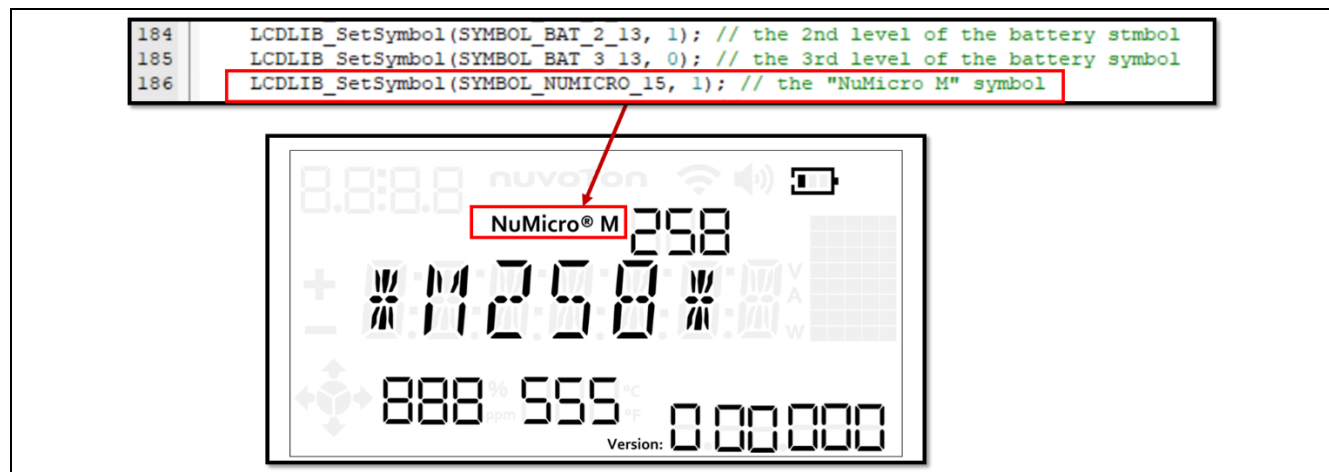 184 LCDLIB_SetSymbol(SYMBOL_BAT_2_13, 1); // the 2nd level of the battery stmbol
185 LCDLIB_SetSymbol(SYMBOL_BAT_3_13, 0); // the 3rd level of the battery symbol
186 LCDLIB_SetSymbol(SYMBOL_NUMICRO_15, 1); // the "NuMicro M" symbol
8.8:8.8 nuvoTon
NuMicro® M 258
*M258*
V
A
W
888 % ppm 555 °C °F
Version: 0.00000